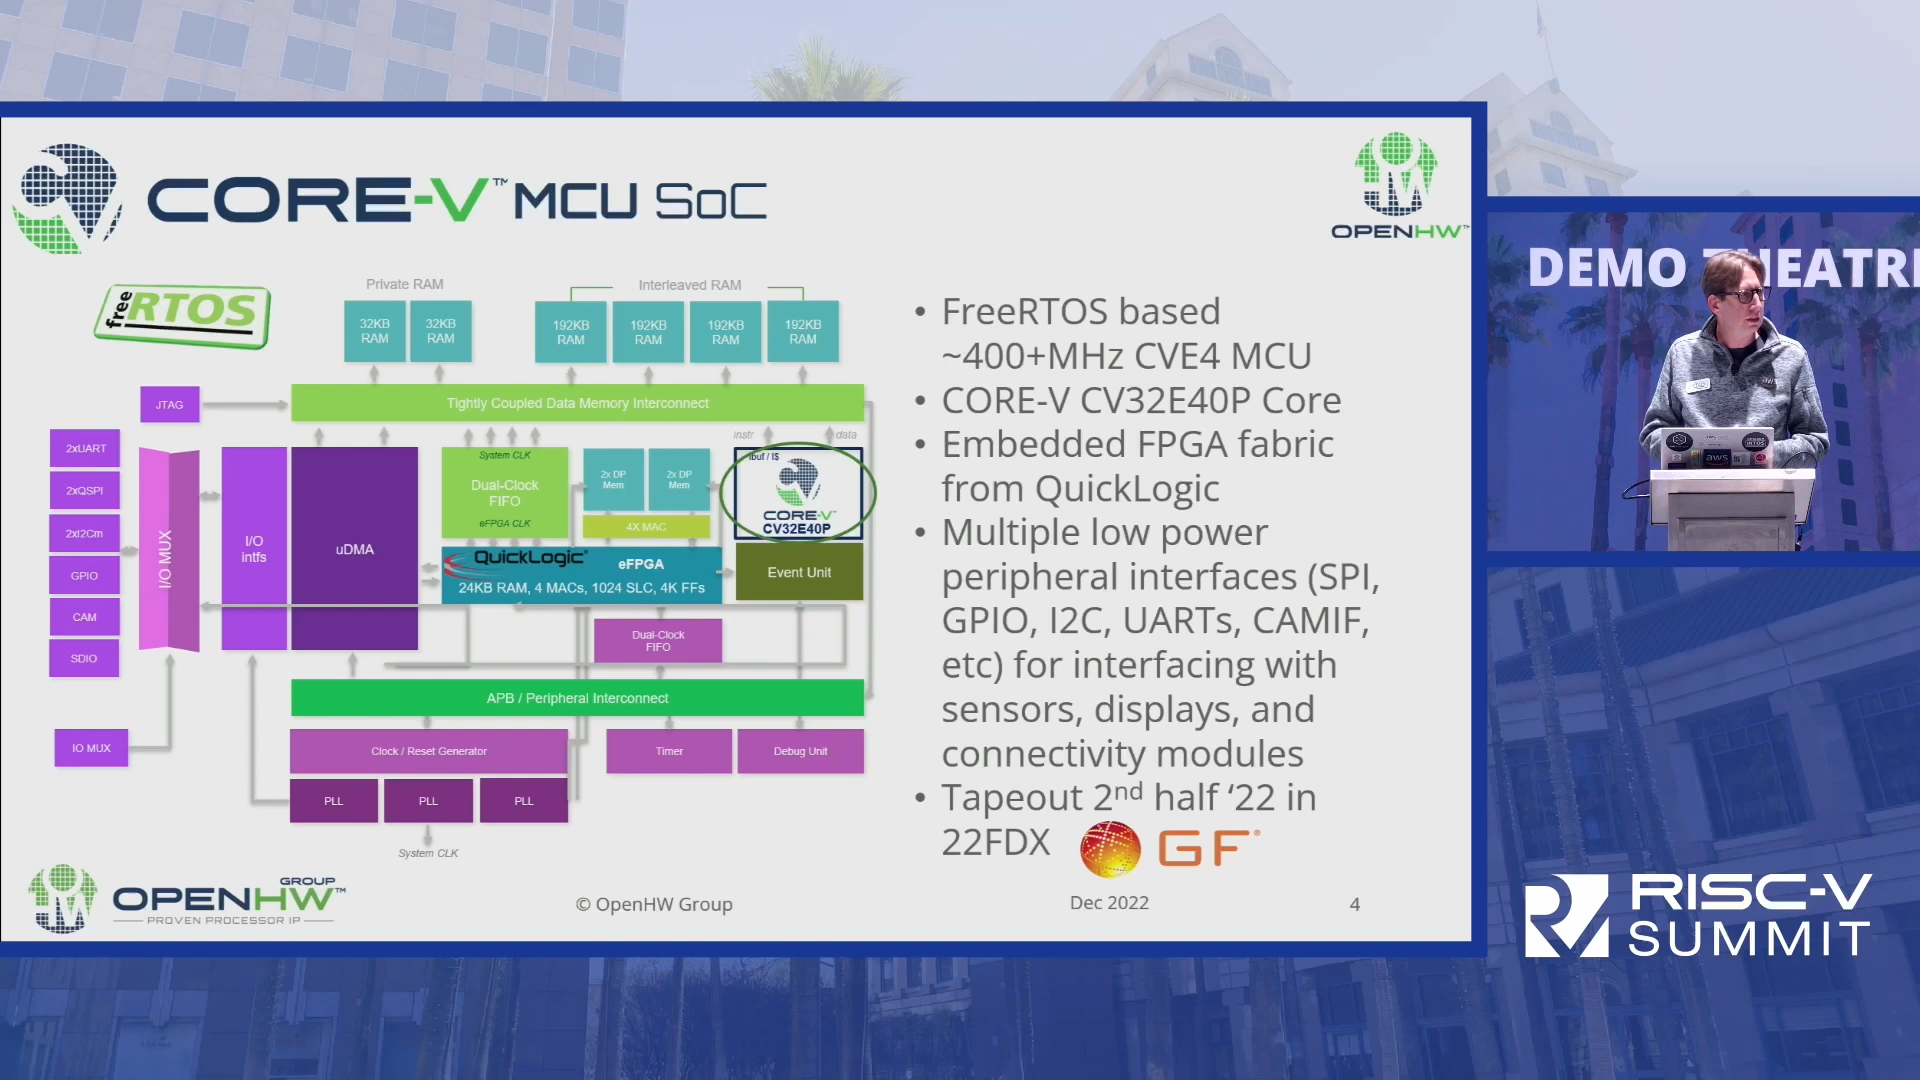 CORE-V™ MCU SoC
OPENHW™
free RTOS
Private RAM
Interleaved RAM
32KB RAM
32KB RAM
192KB RAM
192KB RAM
192KB RAM
192KB RAM
JTAG
Tightly Coupled Data Memory Interconnect
instr
data
2xUART
2xQSPI
2xI2Cm
GPIO
CAM
SDIO
I/O MUX
I/O intfs
uDMA
System CLK
Dual-Clock FIFO
eFPGA CLK
2x DP Mem
2x DP Mem
4X MAC
Ibuf / I$
CORE-V™
CV32E40P
QuickLogic®
eFPGA
24KB RAM, 4 MACs, 1024 SLC, 4K FFs
Event Unit
Dual-Clock FIFO
APB / Peripheral Interconnect
IO MUX
Clock / Reset Generator
Timer
Debug Unit
PLL
PLL
PLL
System CLK
• FreeRTOS based
~400+MHz CVE4 MCU
• CORE-V CV32E40P Core
• Embedded FPGA fabric
from QuickLogic
• Multiple low power
peripheral interfaces (SPI,
GPIO, I2C, UARTs, CAMIF,
etc) for interfacing with
sensors, displays, and
connectivity modules
• Tapeout 2nd half ‘22 in
22FDX
GF®
OPENHW™
GROUP
PROVEN PROCESSOR IP
© OpenHW Group
Dec 2022
4
DEMO THEATRE
aws
aws
RISC-V
SUMMIT